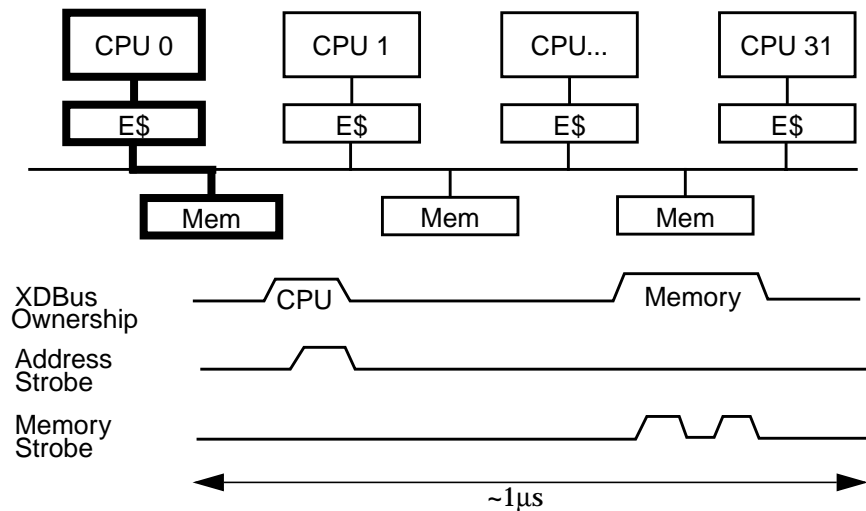 CPU 0
CPU 1
CPU...
CPU 31
E$
E$
E$
E$
Mem
Mem
Mem
XDBus
Ownership
CPU
Memory
Address
Strobe
Memory
Strobe
~1µs